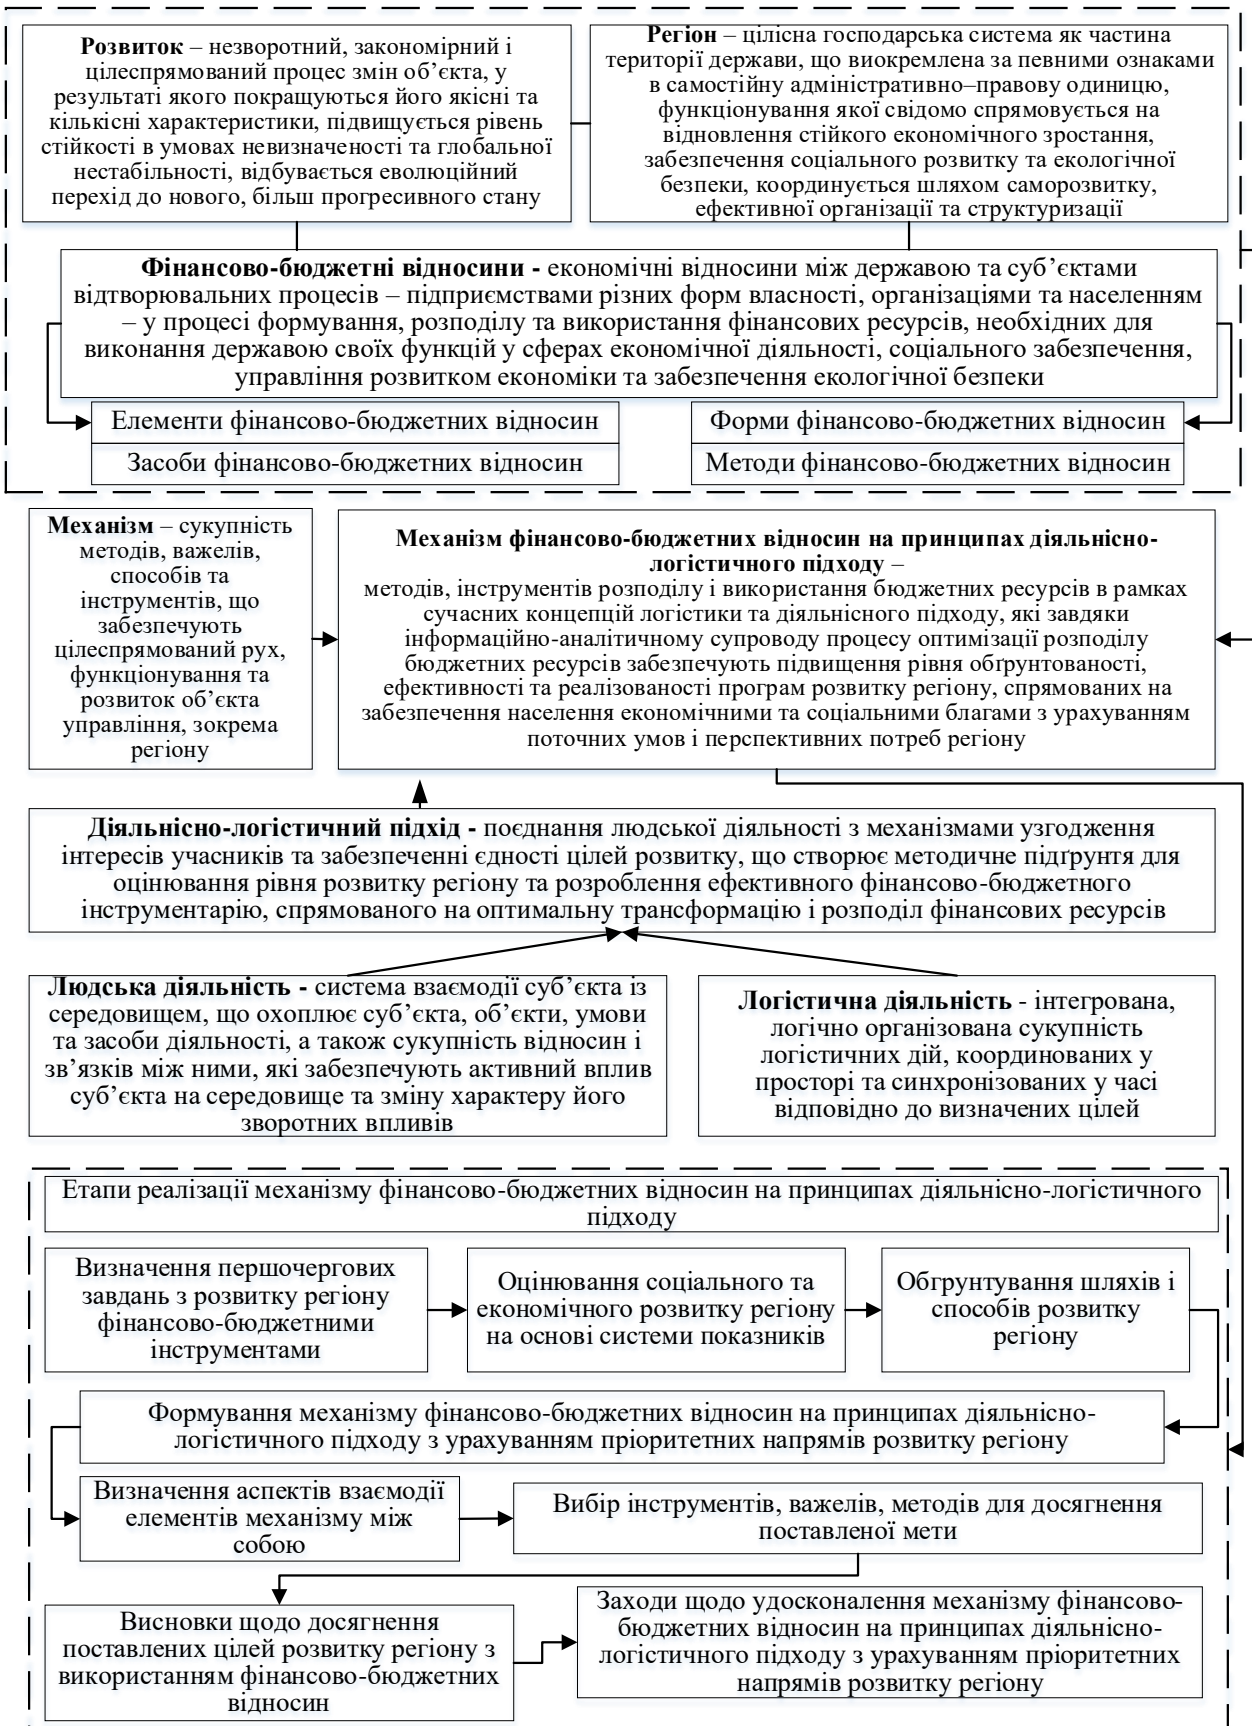 Розвиток – незворотний, закономірний і
цілеспрямований процес змін об’єкта, у
результаті якого покращуються його якісні та
кількісні характеристики, підвищується рівень
стійкості в умовах невизначеності та глобальної
нестабільності, відбувається еволюційний
перехід до нового, більш прогресивного стану
Регіон – цілісна господарська система як частина
території держави, що виокремлена за певними ознаками
в самостійну адміністративно–правову одиницю,
функціонування якої свідомо спрямовується на
відновлення стійкого економічного зростання,
забезпечення соціального розвитку та екологічної
безпеки, координується шляхом саморозвитку,
ефективної організації та структуризації
Фінансово-бюджетні відносини - економічні відносини між державою та суб’єктами
відтворювальних процесів – підприємствами різних форм власності, організаціями та населенням
– у процесі формування, розподілу та використання фінансових ресурсів, необхідних для
виконання державою своїх функцій у сферах економічної діяльності, соціального забезпечення,
управління розвитком економіки та забезпечення екологічної безпеки
Елементи фінансово-бюджетних відносин
Засоби фінансово-бюджетних відносин
Форми фінансово-бюджетних відносин
Методи фінансово-бюджетних відносин
Механізм – сукупність
методів, важелів,
способів та
інструментів, що
забезпечують
цілеспрямований рух,
функціонування та
розвиток об’єкта
управління, зокрема
регіону
Механізм фінансово-бюджетних відносин на принципах діяльнісно-
логістичного підходу –
методів, інструментів розподілу і використання бюджетних ресурсів в рамках
сучасних концепцій логістики та діяльнісного підходу, які завдяки
інформаційно-аналітичному супроводу процесу оптимізації розподілу
бюджетних ресурсів забезпечують підвищення рівня обґрунтованості,
ефективності та реалізованості програм розвитку регіону, спрямованих на
забезпечення населення економічними та соціальними благами з урахуванням
поточних умов і перспективних потреб регіону
Діяльнісно-логістичний підхід - поєднання людської діяльності з механізмами узгодження
інтересів учасників та забезпеченні єдності цілей розвитку, що створює методичне підґрунтя для
оцінювання рівня розвитку регіону та розроблення ефективного фінансово-бюджетного
інструментарію, спрямованого на оптимальну трансформацію і розподіл фінансових ресурсів
Людська діяльність - система взаємодії суб’єкта із
середовищем, що охоплює суб’єкта, об’єкти, умови
та засоби діяльності, а також сукупність відносин і
зв’язків між ними, які забезпечують активний вплив
суб’єкта на середовище та зміну характеру його
зворотних впливів
Логістична діяльність - інтегрована,
логічно організована сукупність
логістичних дій, координованих у
просторі та синхронізованих у часі
відповідно до визначених цілей
Етапи реалізації механізму фінансово-бюджетних відносин на принципах діяльнісно-логістичного
підходу
Визначення першочергових
завдань з розвитку регіону
фінансово-бюджетними
інструментами
Оцінювання соціального та
економічного розвитку регіону
на основі системи показників
Обгрунтування шляхів і
способів розвитку
регіону
Формування механізму фінансово-бюджетних відносин на принципах діяльнісно-
логістичного підходу з урахуванням пріоритетних напрямів розвитку регіону
Визначення аспектів взаємодії
елементів механізму між
собою
Вибір інструментів, важелів, методів для досягнення
поставленої мети
Висновки щодо досягнення
поставлених цілей розвитку регіону з
використанням фінансово-бюджетних
відносин
Заходи щодо удосконалення механізму фінансово-
бюджетних відносин на принципах діяльнісно-
логістичного підходу з урахуванням пріоритетних
напрямів розвитку регіону